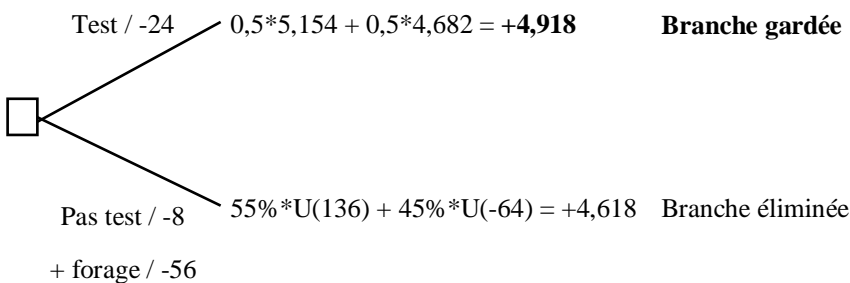 Test / -24 0,5*5,154 + 0,5*4,682 = +4,918 Branche gardée
Pas test / -8 55%*U(136) + 45%*U(-64) = +4,618 Branche éliminée
+ forage / -56